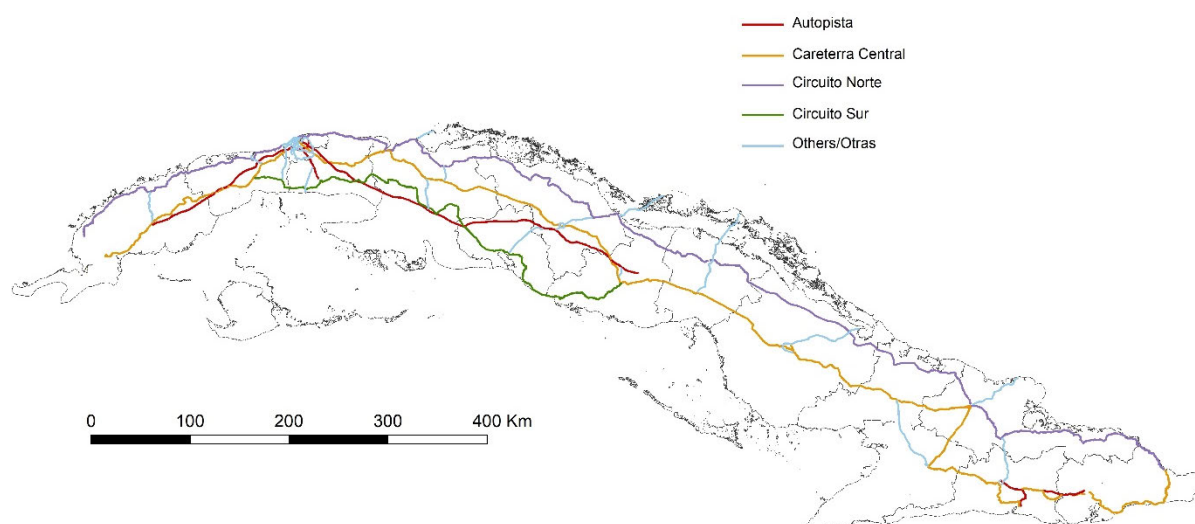 Autopista
Careterra Central
Circuito Norte
Circuito Sur
Others/Otras
0 100 200 300 400 Km